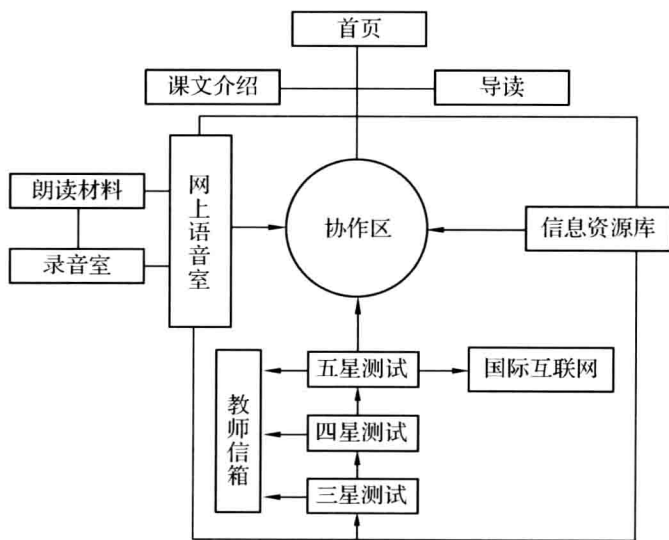 首页
课文介绍
导读
朗读材料
网上语音室
协作区
信息资源库
录音室
五星测试
国际互联网
教师信箱
四星测试
三星测试